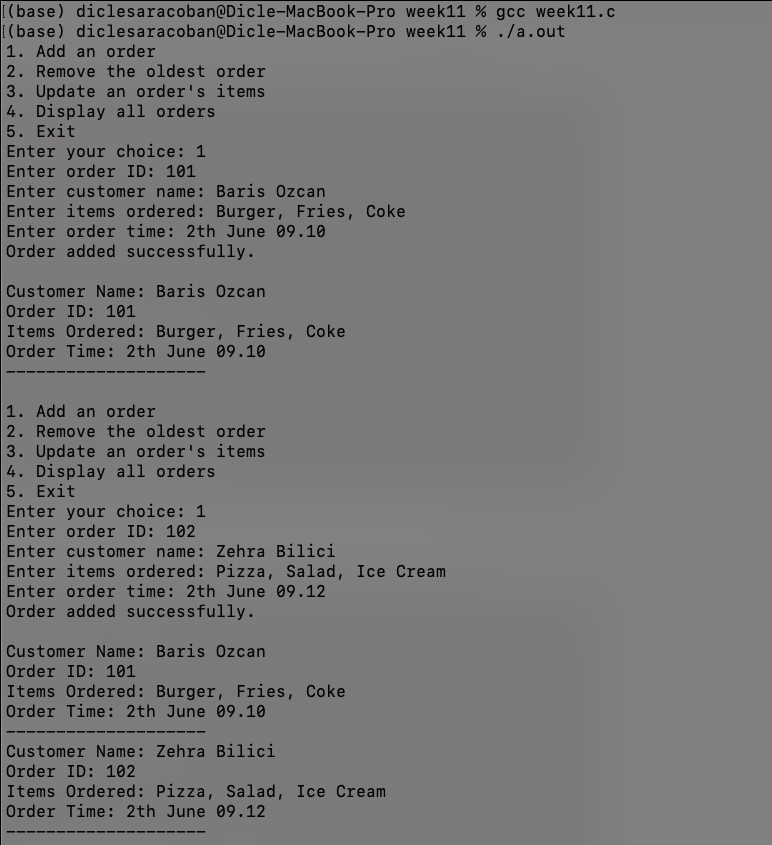 [(base) diclesaracoban@Dicle-MacBook-Pro week11 % gcc week11.c
[(base) diclesaracoban@Dicle-MacBook-Pro week11 % ./a.out
1. Add an order
2. Remove the oldest order
3. Update an order's items
4. Display all orders
5. Exit
Enter your choice: 1
Enter order ID: 101
Enter customer name: Baris Ozcan
Enter items ordered: Burger, Fries, Coke
Enter order time: 2th June 09.10
Order added successfully.
Customer Name: Baris Ozcan
Order ID: 101
Items Ordered: Burger, Fries, Coke
Order Time: 2th June 09.10
--------------------
1. Add an order
2. Remove the oldest order
3. Update an order's items
4. Display all orders
5. Exit
Enter your choice: 1
Enter order ID: 102
Enter customer name: Zehra Bilici
Enter items ordered: Pizza, Salad, Ice Cream
Enter order time: 2th June 09.12
Order added successfully.
Customer Name: Baris Ozcan
Order ID: 101
Items Ordered: Burger, Fries, Coke
Order Time: 2th June 09.10
--------------------
Customer Name: Zehra Bilici
Order ID: 102
Items Ordered: Pizza, Salad, Ice Cream
Order Time: 2th June 09.12
--------------------